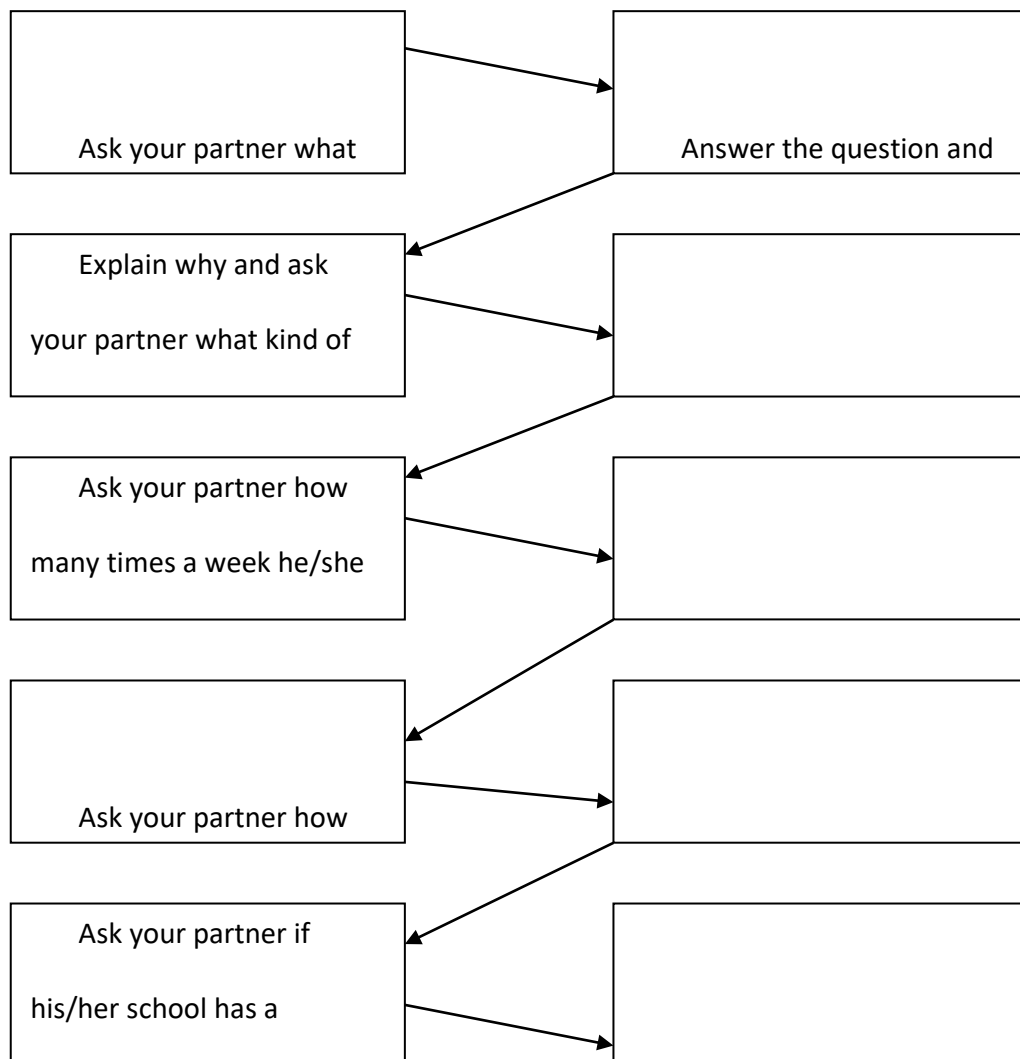 Ask your partner what
Answer the question and
Explain why and ask
your partner what kind of
Ask your partner how
many times a week he/she
Ask your partner how
Ask your partner if
his/her school has a